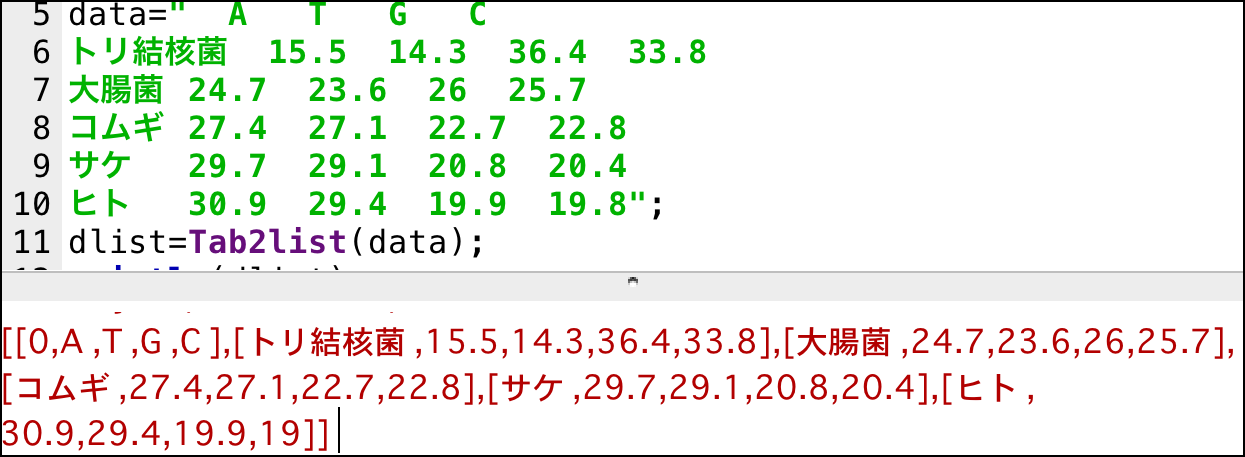 5 data=" A T G C
6 トリ結核菌 15.5 14.3 36.4 33.8
7 大腸菌 24.7 23.6 26 25.7
8 コムギ 27.4 27.1 22.7 22.8
9 サケ 29.7 29.1 20.8 20.4
10 ヒト 30.9 29.4 19.9 19.8";
11 dlist=Tab2list(data);
[[0,A ,T ,G ,C ],[トリ結核菌 ,15.5,14.3,36.4,33.8],[大腸菌 ,24.7,23.6,26,25.7],
[コムギ ,27.4,27.1,22.7,22.8],[サケ ,29.7,29.1,20.8,20.4],[ヒト ,
30.9,29.4,19.9,19]]